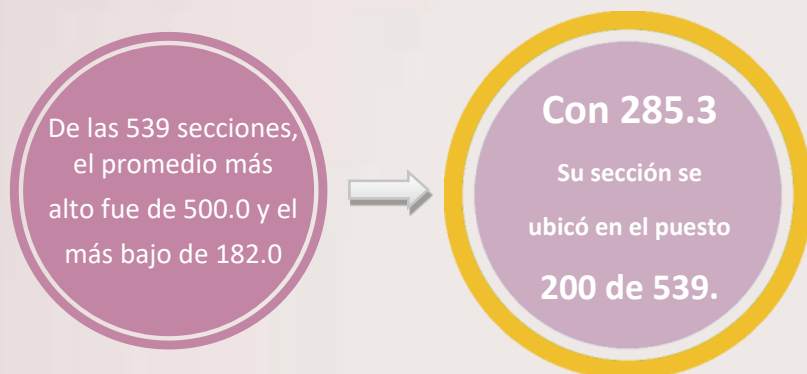 De las 539 secciones,
el promedio más
alto fue de 500.0 y el
más bajo de 182.0
Con 285.3
Su sección se
ubicó en el puesto
200 de 539.